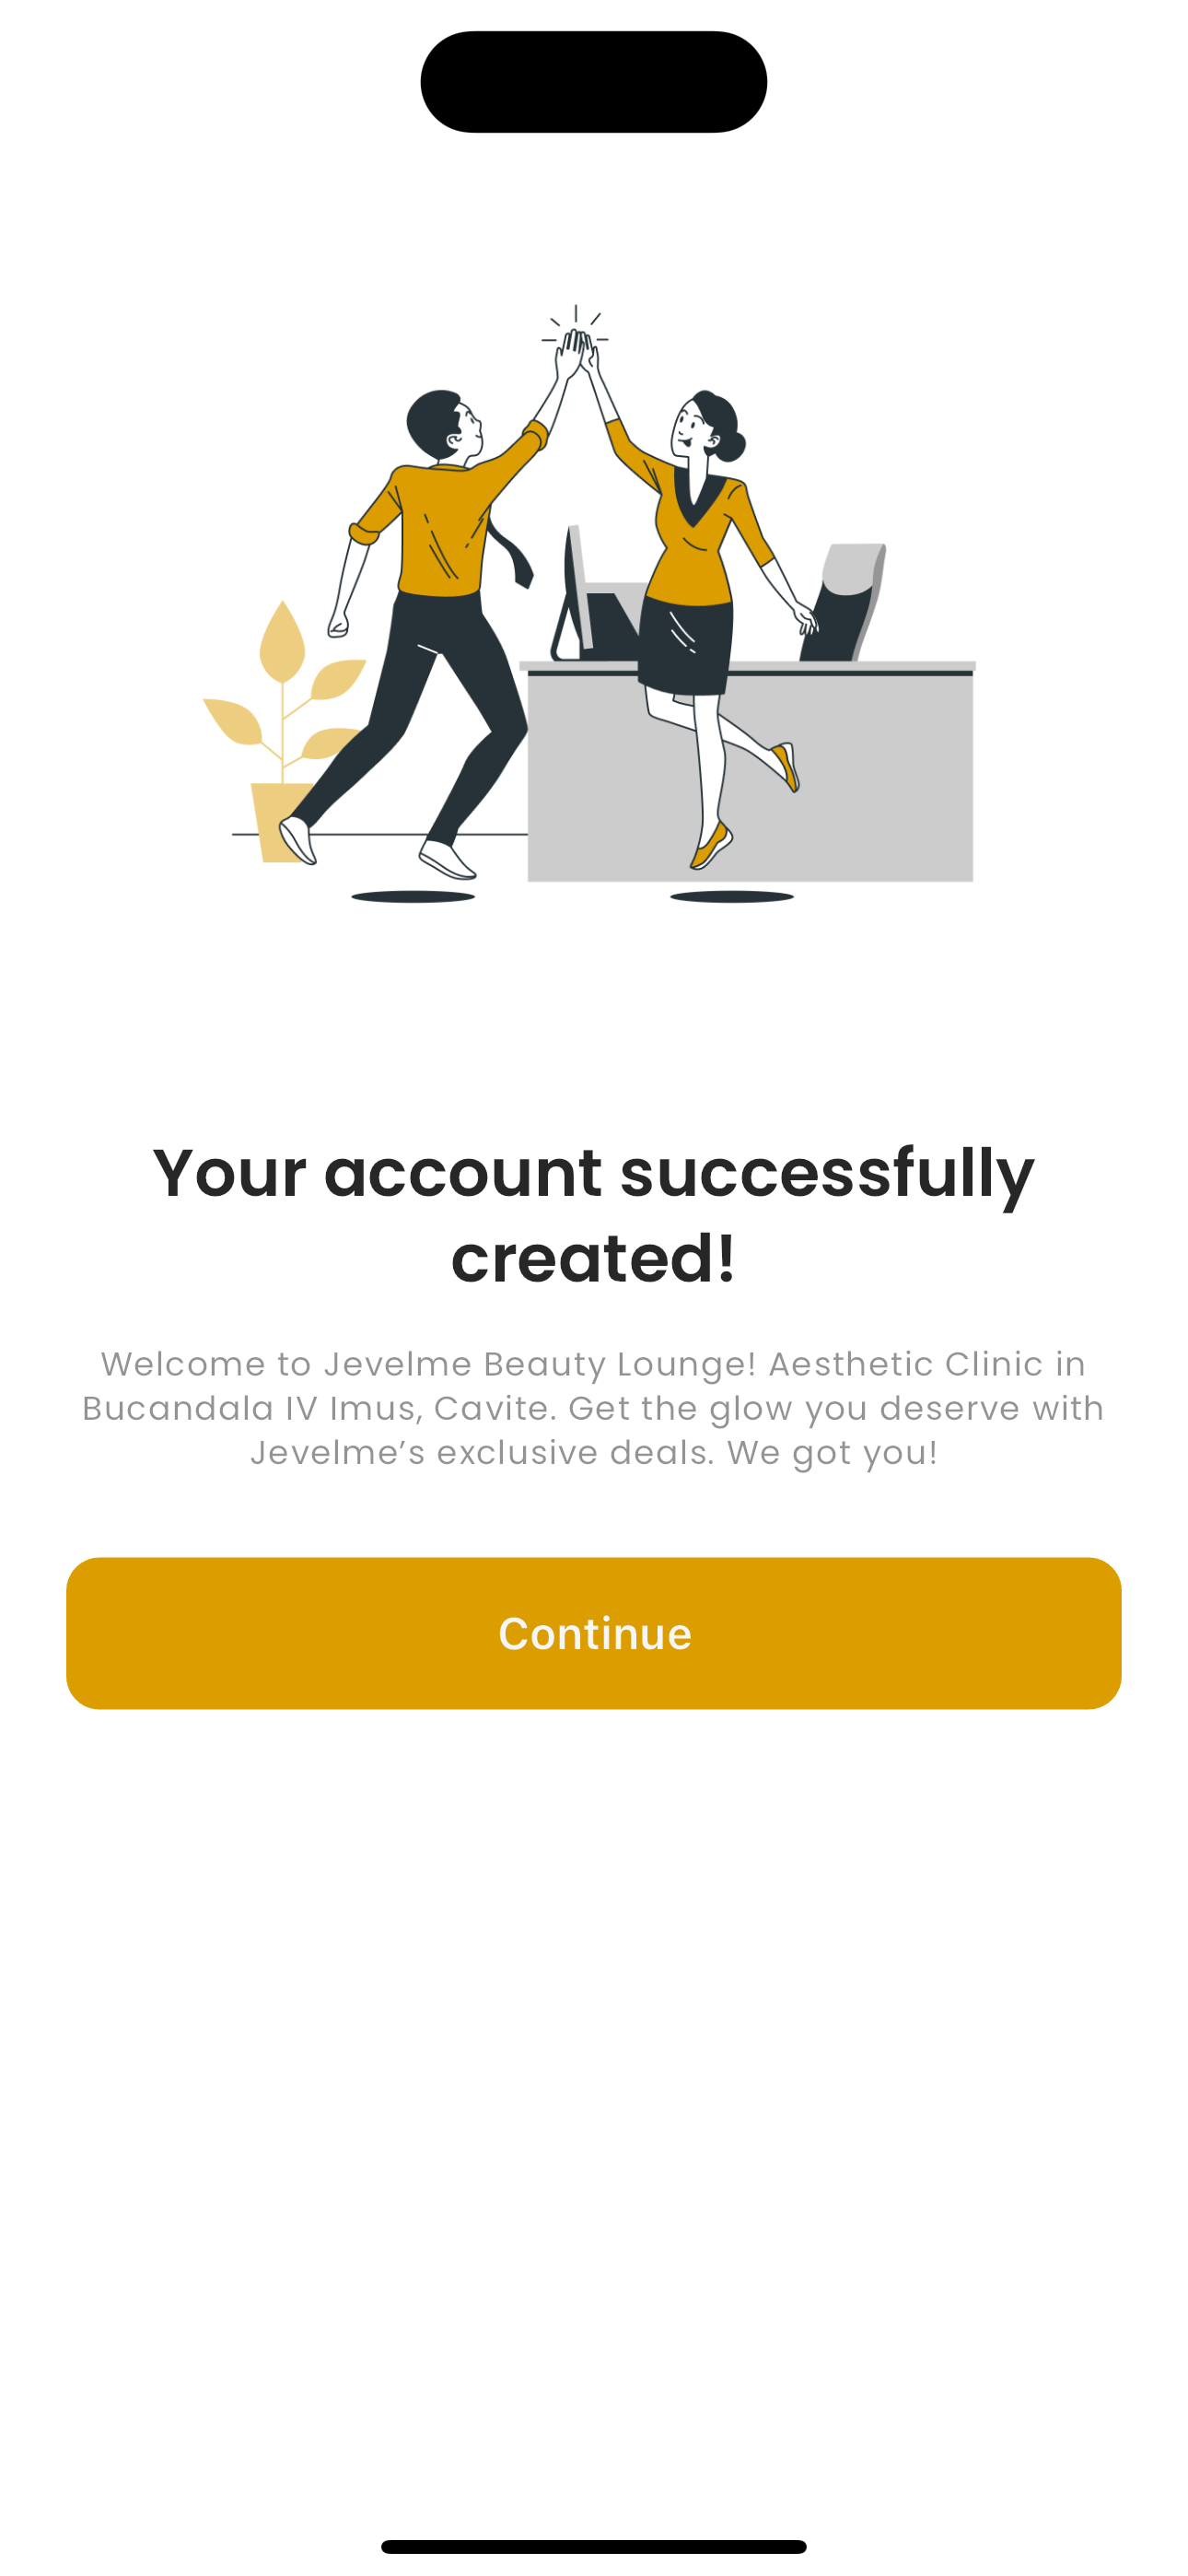 Your account successfully
created!
Welcome to Jevelme Beauty Lounge! Aesthetic Clinic in
Bucandala IV Imus, Cavite. Get the glow you deserve with
Jevelme’s exclusive deals. We got you!
Continue